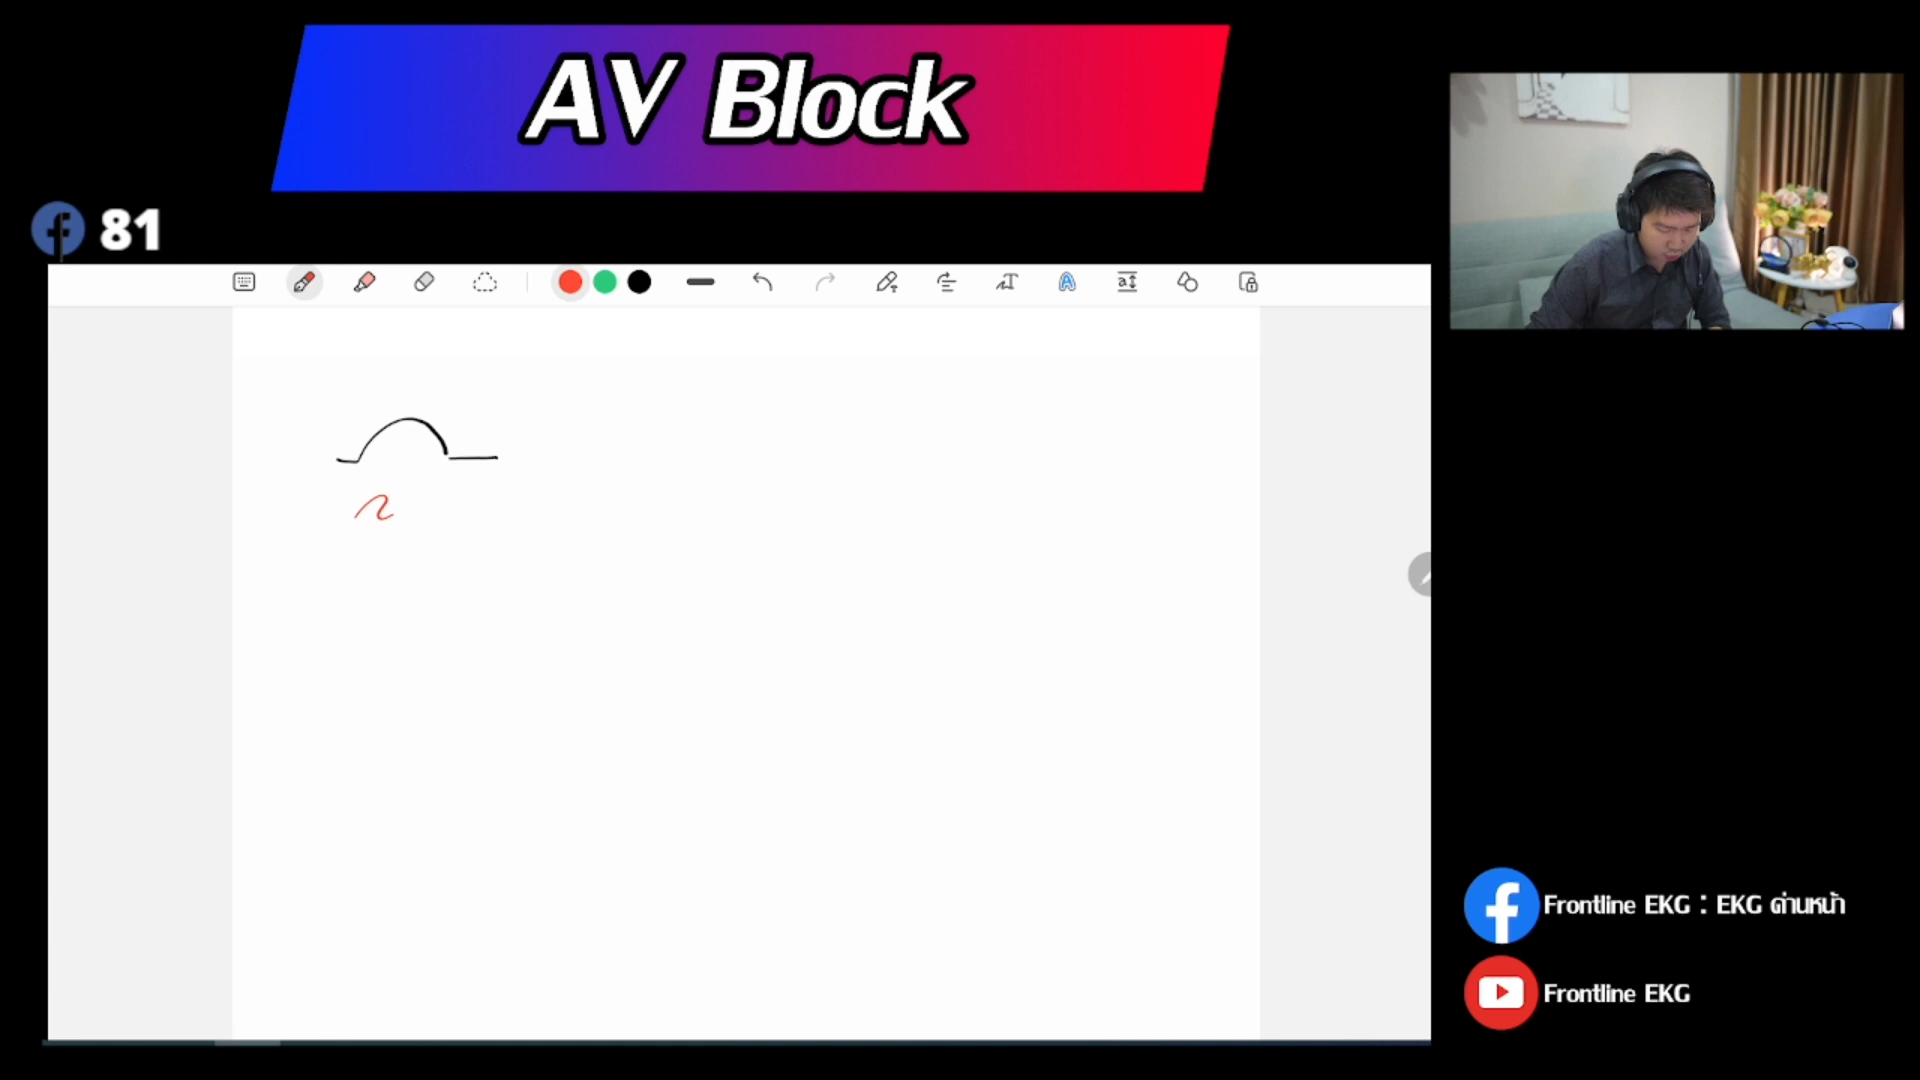 AV Block
81
Frontline EKG : EKG ด่านหน้า
Frontline EKG